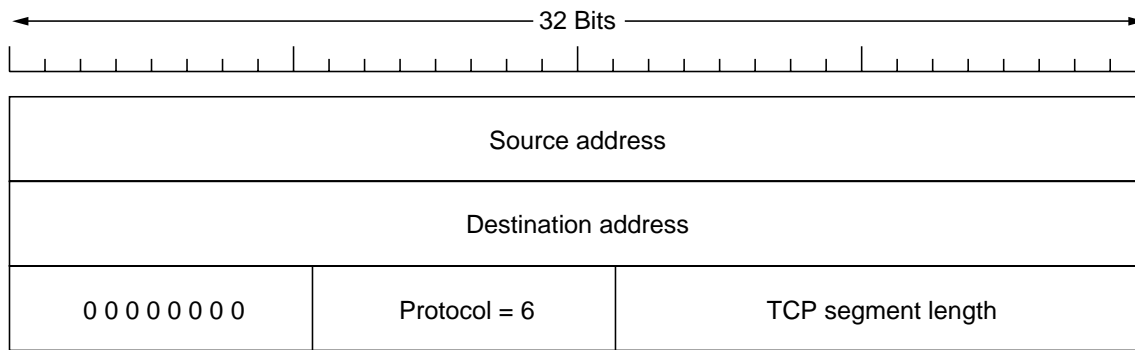 32 Bits
Source address
Destination address
0 0 0 0 0 0 0 0 Protocol = 6 TCP segment length